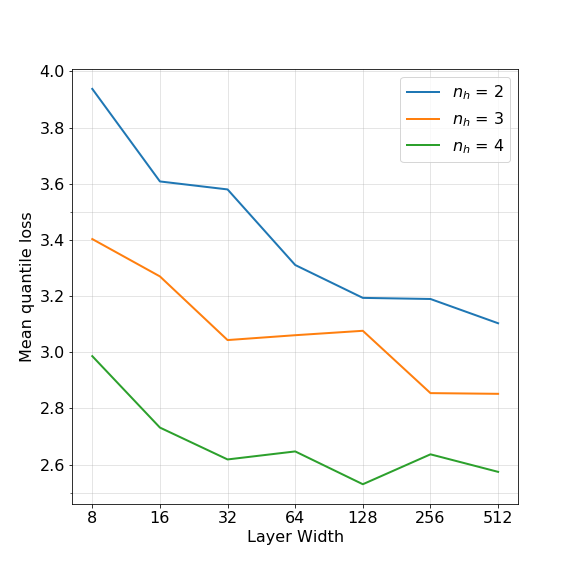 4.0
3.8
3.6
3.4
3.2
3.0
2.8
2.6
Mean quantile loss
n_h = 2
n_h = 3
n_h = 4
8 16 32 64 128 256 512
Layer Width